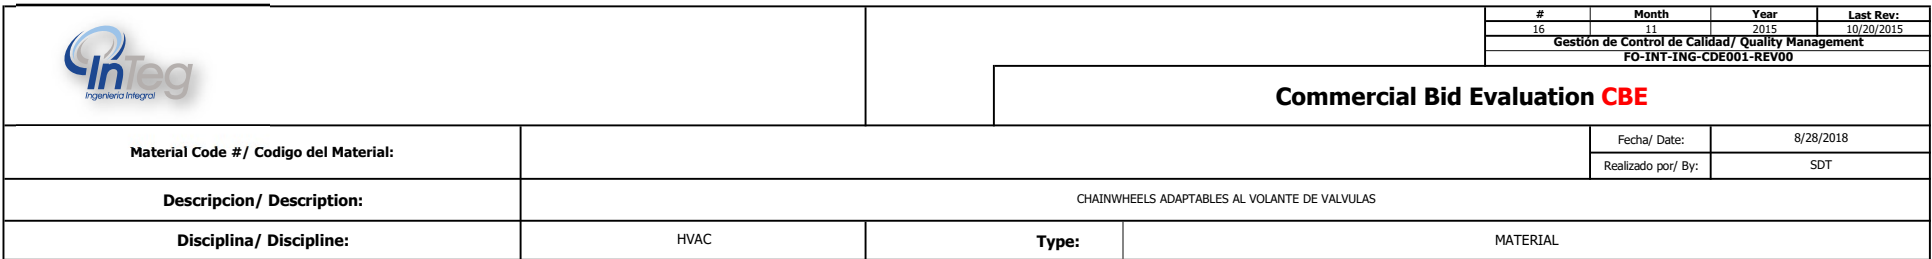 InTeg
Ingeniería Integral
# Month Year Last Rev:
16 11 2015 10/20/2015
Gestión de Control de Calidad/ Quality Management
FO-INT-ING-CDE001-REV00
Commercial Bid Evaluation CBE
Material Code #/ Codigo del Material:
Fecha/ Date: 8/28/2018
Realizado por/ By: SDT
Descripcion/ Description: CHAINWHEELS ADAPTABLES AL VOLANTE DE VALVULAS
Disciplina/ Discipline: HVAC Type: MATERIAL